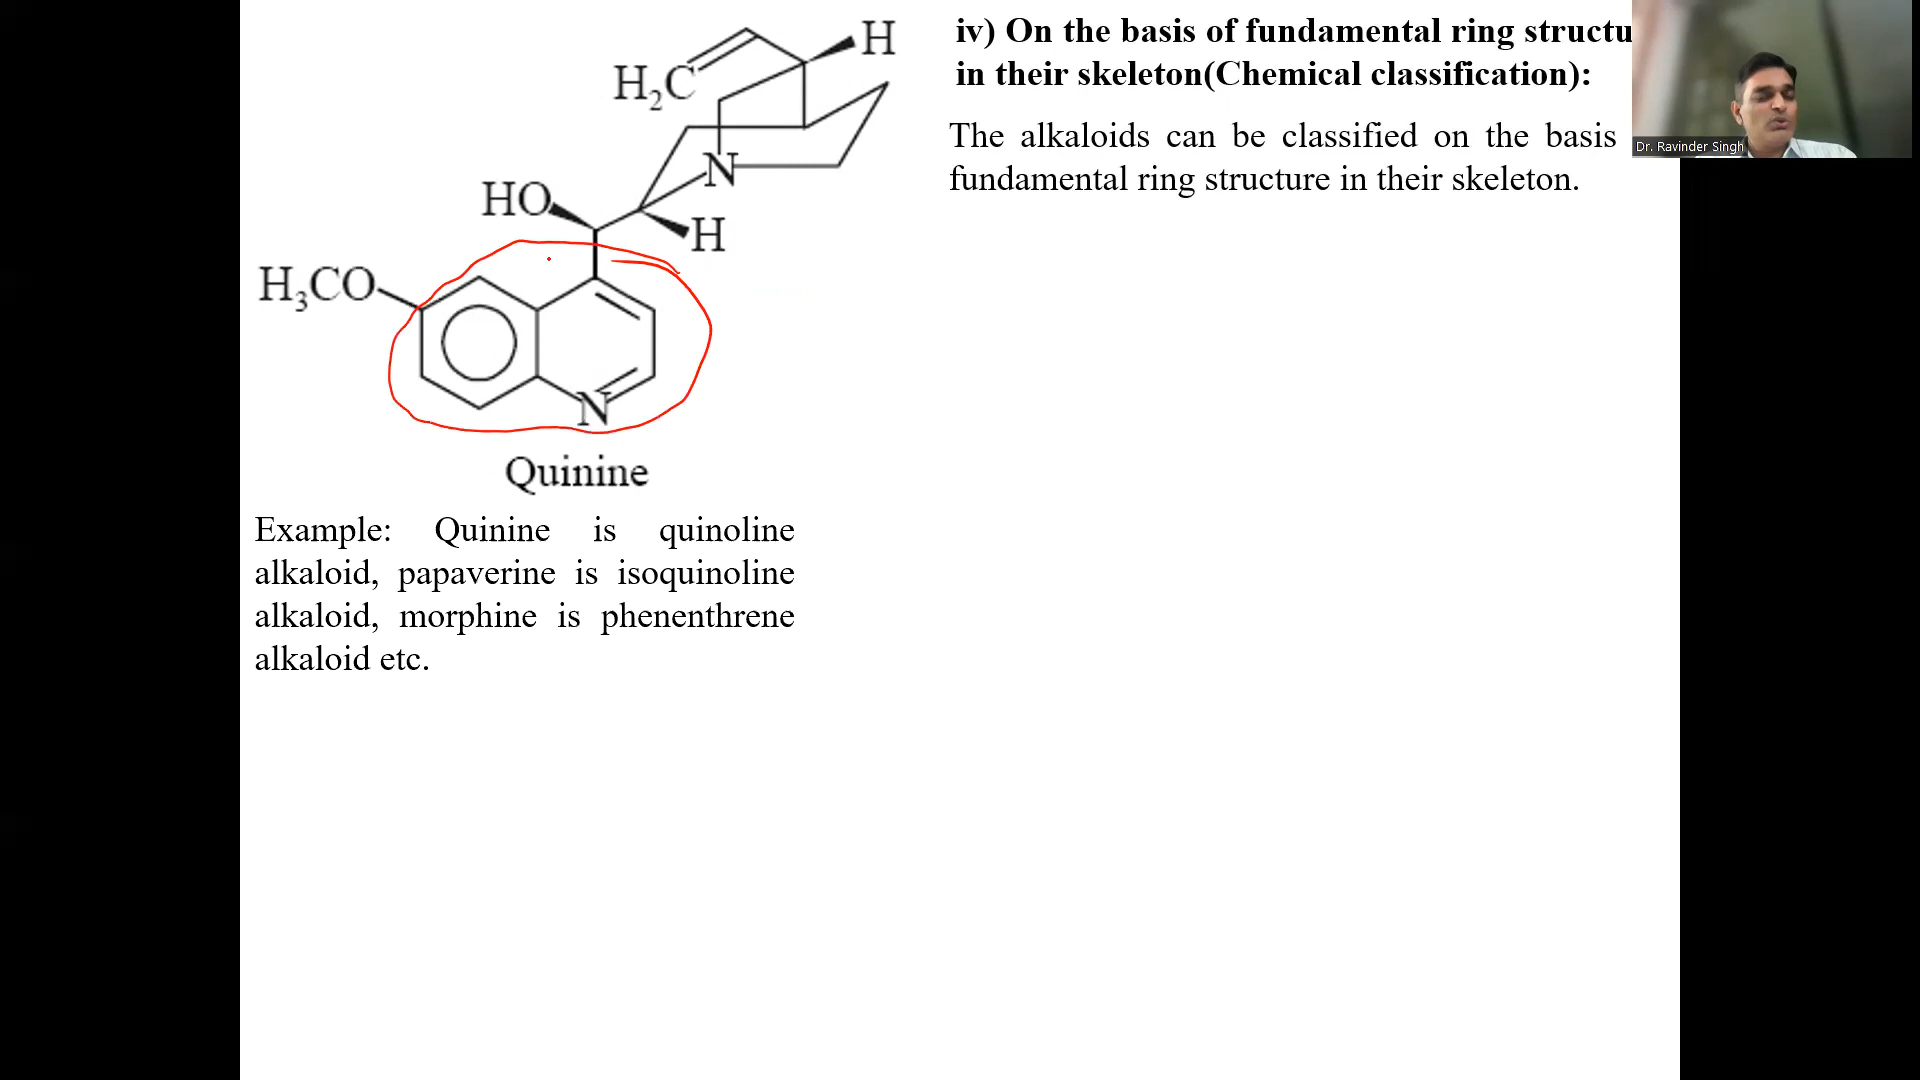 H
H₂C
N
HO
H
H₃CO
N
Quinine
Example: Quinine is quinoline
alkaloid, papaverine is isoquinoline
alkaloid, morphine is phenenthrene
alkaloid etc.
iv) On the basis of fundamental ring structu
in their skeleton(Chemical classification):
The alkaloids can be classified on the basis
fundamental ring structure in their skeleton.
Dr. Ravinder Singh